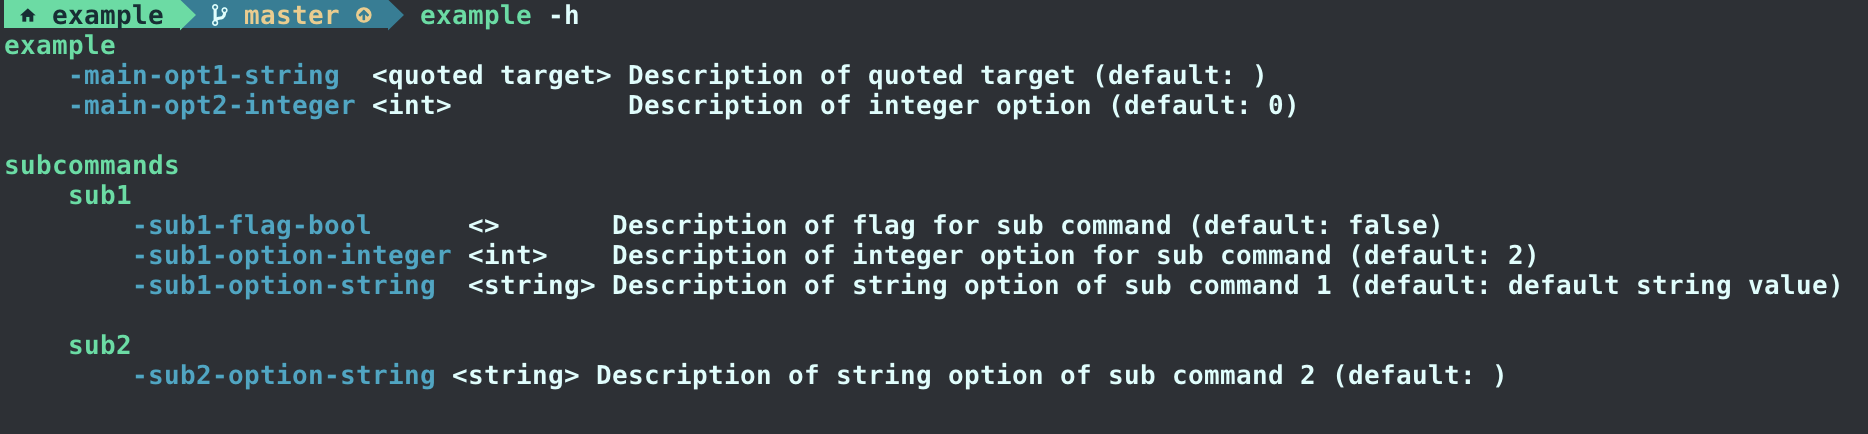 example master example -h
example
    -main-opt1-string  <quoted target> Description of quoted target (default: )
    -main-opt2-integer <int>           Description of integer option (default: 0)

subcommands
    sub1
        -sub1-flag-bool      <>       Description of flag for sub command (default: false)
        -sub1-option-integer <int>    Description of integer option for sub command (default: 2)
        -sub1-option-string  <string> Description of string option of sub command 1 (default: default string value)

    sub2
        -sub2-option-string <string> Description of string option of sub command 2 (default: )